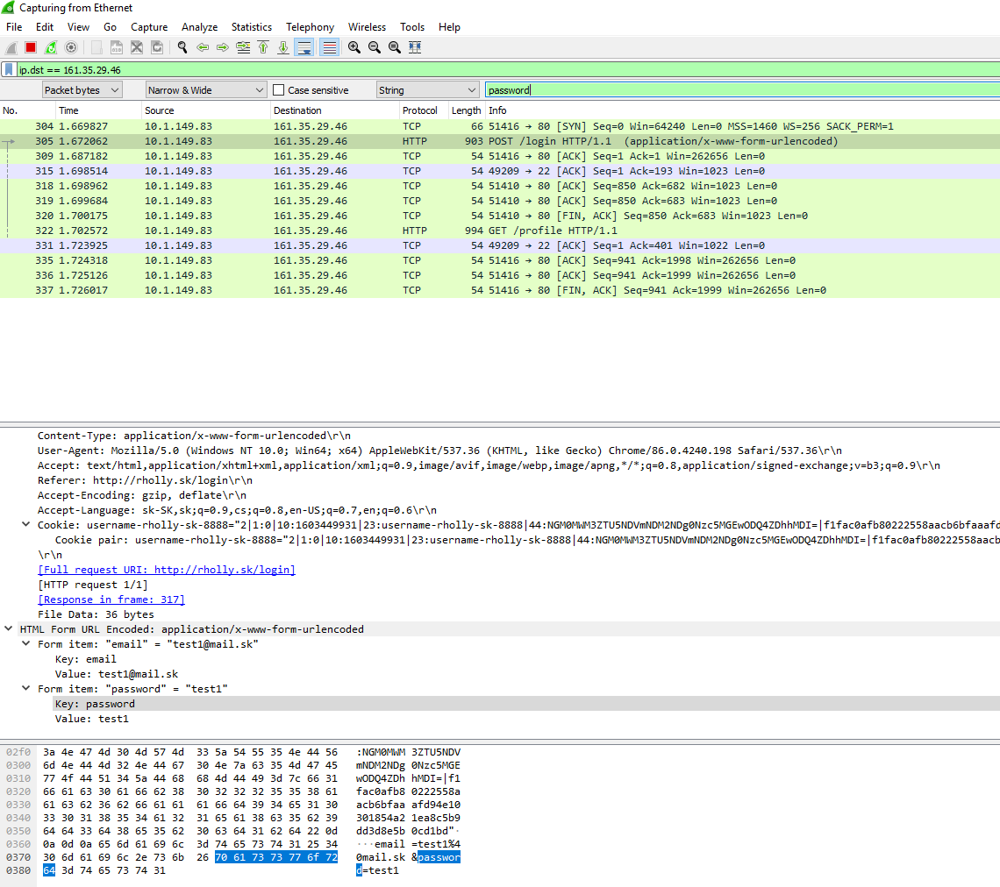 Capturing from Ethernet
File Edit View Go Capture Analyze Statistics Telephony Wireless Tools Help
ip.dst == 161.35.29.46
Packet bytes Narrow & Wide Case sensitive String password
No. Time Source Destination Protocol Length Info
304 1.669827 10.1.149.83 161.35.29.46 TCP 66 51416 → 80 [SYN] Seq=0 Win=64240 Len=0 MSS=1460 WS=256 SACK_PERM=1
305 1.672062 10.1.149.83 161.35.29.46 HTTP 903 POST /login HTTP/1.1 (application/x-www-form-urlencoded)
309 1.687182 10.1.149.83 161.35.29.46 TCP 54 51416 → 80 [ACK] Seq=1 Ack=1 Win=262656 Len=0
315 1.698514 10.1.149.83 161.35.29.46 TCP 54 49209 → 22 [ACK] Seq=1 Ack=193 Win=1023 Len=0
318 1.698962 10.1.149.83 161.35.29.46 TCP 54 51410 → 80 [ACK] Seq=850 Ack=682 Win=1023 Len=0
319 1.699684 10.1.149.83 161.35.29.46 TCP 54 51410 → 80 [ACK] Seq=850 Ack=683 Win=1023 Len=0
320 1.700175 10.1.149.83 161.35.29.46 TCP 54 51410 → 80 [FIN, ACK] Seq=850 Ack=683 Win=1023 Len=0
322 1.702572 10.1.149.83 161.35.29.46 HTTP 994 GET /profile HTTP/1.1
331 1.723925 10.1.149.83 161.35.29.46 TCP 54 49209 → 22 [ACK] Seq=1 Ack=401 Win=1022 Len=0
335 1.724318 10.1.149.83 161.35.29.46 TCP 54 51416 → 80 [ACK] Seq=941 Ack=1998 Win=262656 Len=0
336 1.725126 10.1.149.83 161.35.29.46 TCP 54 51416 → 80 [ACK] Seq=941 Ack=1999 Win=262656 Len=0
337 1.726017 10.1.149.83 161.35.29.46 TCP 54 51416 → 80 [FIN, ACK] Seq=941 Ack=1999 Win=262656 Len=0
Content-Type: application/x-www-form-urlencoded\r\n
User-Agent: Mozilla/5.0 (Windows NT 10.0; Win64; x64) AppleWebKit/537.36 (KHTML, like Gecko) Chrome/86.0.4240.198 Safari/537.36\r\n
Accept: text/html,application/xhtml+xml,application/xml;q=0.9,image/avif,image/webp,image/apng,*/*;q=0.8,application/signed-exchange;v=b3;q=0.9\r\n
Referer: http://rholly.sk/login\r\n
Accept-Encoding: gzip, deflate\r\n
Accept-Language: sk-SK,sk;q=0.9,cs;q=0.8,en-US;q=0.7,en;q=0.6\r\n
Cookie: username-rholly-sk-8888="2|1:0|10:1603449931|23:username-rholly-sk-8888|44:NGM0MWM3ZTU5NDVmNDM2NDg0Nzc5MGEwODQ4ZDhhMDI=|f1fac0afb80222558aacb6bfaaafd
Cookie pair: username-rholly-sk-8888="2|1:0|10:1603449931|23:username-rholly-sk-8888|44:NGM0MWM3ZTU5NDVmNDM2NDg0Nzc5MGEwODQ4ZDhhMDI=|f1fac0afb80222558aacb
\r\n
[Full request URI: http://rholly.sk/login]
[HTTP request 1/1]
[Response in frame: 317]
File Data: 36 bytes
HTML Form URL Encoded: application/x-www-form-urlencoded
Form item: "email" = "test1@mail.sk"
Key: email
Value: test1@mail.sk
Form item: "password" = "test1"
Key: password
Value: test1
02f0 3a 4e 47 4d 30 4d 57 4d 33 5a 54 55 35 4e 44 56 :NGM0MWM 3ZTU5NDV
0300 6d 4e 44 4d 32 4e 44 67 30 4e 7a 63 35 4d 47 45 mNDM2NDg 0Nzc5MGE
0310 77 4f 44 51 34 5a 44 68 68 4d 44 49 3d 7c 66 31 wODQ4ZDh hMDI=|f1
0320 66 61 63 30 61 66 62 38 30 32 32 32 35 35 38 61 fac0afb8 0222558a
0330 61 63 62 36 62 66 61 61 61 66 64 39 34 65 31 30 acb6bfaa afd94e10
0340 33 30 31 38 35 34 61 32 31 65 61 38 63 35 62 39 301854a2 1ea8c5b9
0350 64 64 33 64 38 65 35 62 30 63 64 31 62 64 22 0d dd3d8e5b 0cd1bd"·
0360 0a 0d 0a 65 6d 61 69 6c 3d 74 65 73 74 31 25 34 ···email =test1%4
0370 30 6d 61 69 6c 2e 73 6b 26 70 61 73 73 77 6f 72 0mail.sk &passwor
0380 64 3d 74 65 73 74 31 d=test1